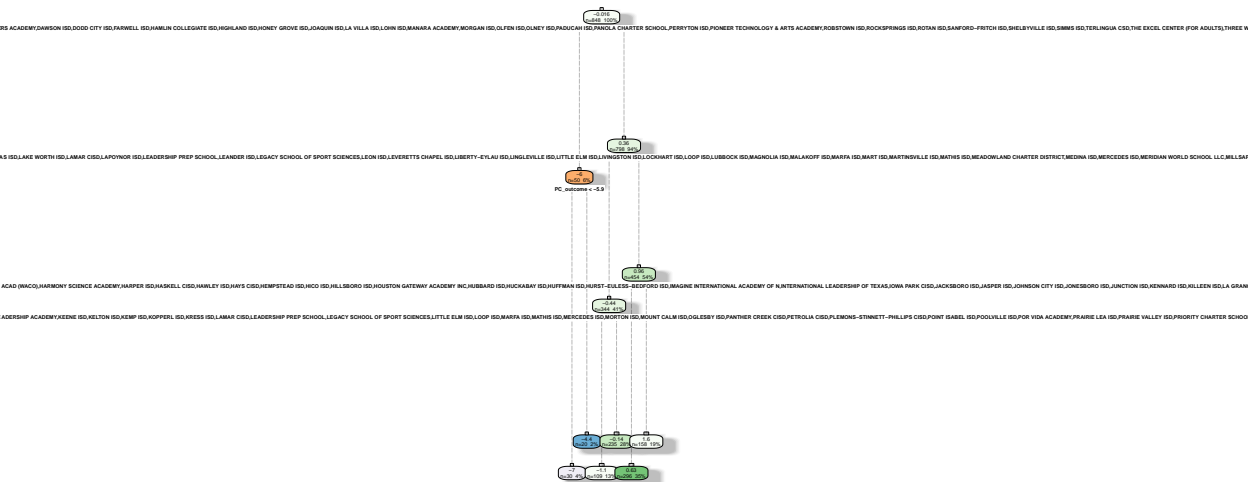 −0.016
n=848 100%
RS ACADEMY,DAWSON ISD,DODD CITY ISD,FARWELL ISD,HAMLIN COLLEGIATE ISD,HIGHLAND ISD,HONEY GROVE ISD,JOAQUIN ISD,LA VILLA ISD,LOHN ISD,MANARA ACADEMY,MORGAN ISD,OLFEN ISD,OLNEY ISD,PADUCAH ISD,PANOLA CHARTER SCHOOL,PERRYTON ISD,PIONEER TECHNOLOGY & ARTS ACADEMY,ROBSTOWN ISD,ROCKSPRINGS ISD,ROTAN ISD,SANFORD−FRITCH ISD,SHELBYVILLE ISD,SIMMS ISD,TERLINGUA CSD,THE EXCEL CENTER (FOR ADULTS),THREE W
0.36
n=798 94%
AS ISD,LAKE WORTH ISD,LAMAR CISD,LAPOYNOR ISD,LEADERSHIP PREP SCHOOL,LEANDER ISD,LEGACY SCHOOL OF SPORT SCIENCES,LEON ISD,LEVERETTS CHAPEL ISD,LIBERTY−EYLAU ISD,LINGLEVILLE ISD,LITTLE ELM ISD,LIVINGSTON ISD,LOCKHART ISD,LOOP ISD,LUBBOCK ISD,MAGNOLIA ISD,MALAKOFF ISD,MARFA ISD,MART ISD,MARTINSVILLE ISD,MATHIS ISD,MEADOWLAND CHARTER DISTRICT,MEDINA ISD,MERCEDES ISD,MERIDIAN WORLD SCHOOL LLC,MILLSAP
−6
n=50 6%
PC_outcome < −5.9
0.96
n=454 54%
ACAD (WACO),HARMONY SCIENCE ACADEMY,HARPER ISD,HASKELL CISD,HAWLEY ISD,HAYS CISD,HEMPSTEAD ISD,HICO ISD,HILLSBORO ISD,HOUSTON GATEWAY ACADEMY INC,HUBBARD ISD,HUCKABAY ISD,HUFFMAN ISD,HURST−EULESS−BEDFORD ISD,IMAGINE INTERNATIONAL ACADEMY OF N,INTERNATIONAL LEADERSHIP OF TEXAS,IOWA PARK CISD,JACKSBORO ISD,JASPER ISD,JOHNSON CITY ISD,JONESBORO ISD,JUNCTION ISD,KENNARD ISD,KILLEEN ISD,LA GRAN
−0.44
n=344 41%
EADERSHIP ACADEMY,KEENE ISD,KELTON ISD,KEMP ISD,KOPPERL ISD,KRESS ISD,LAMAR CISD,LEADERSHIP PREP SCHOOL,LEGACY SCHOOL OF SPORT SCIENCES,LITTLE ELM ISD,LOOP ISD,MARFA ISD,MATHIS ISD,MERCEDES ISD,MORTON ISD,MOUNT CALM ISD,OGLESBY ISD,PANTHER CREEK CISD,PETROLIA CISD,PLEMONS−STINNETT−PHILLIPS CISD,POINT ISABEL ISD,POOLVILLE ISD,POR VIDA ACADEMY,PRAIRIE LEA ISD,PRAIRIE VALLEY ISD,PRIORITY CHARTER SCHOO
−4.4 −0.14 1.6
n=20 2% n=235 28% n=158 19%
−7 −1.1 0.63
n=30 4% n=109 13% n=296 35%